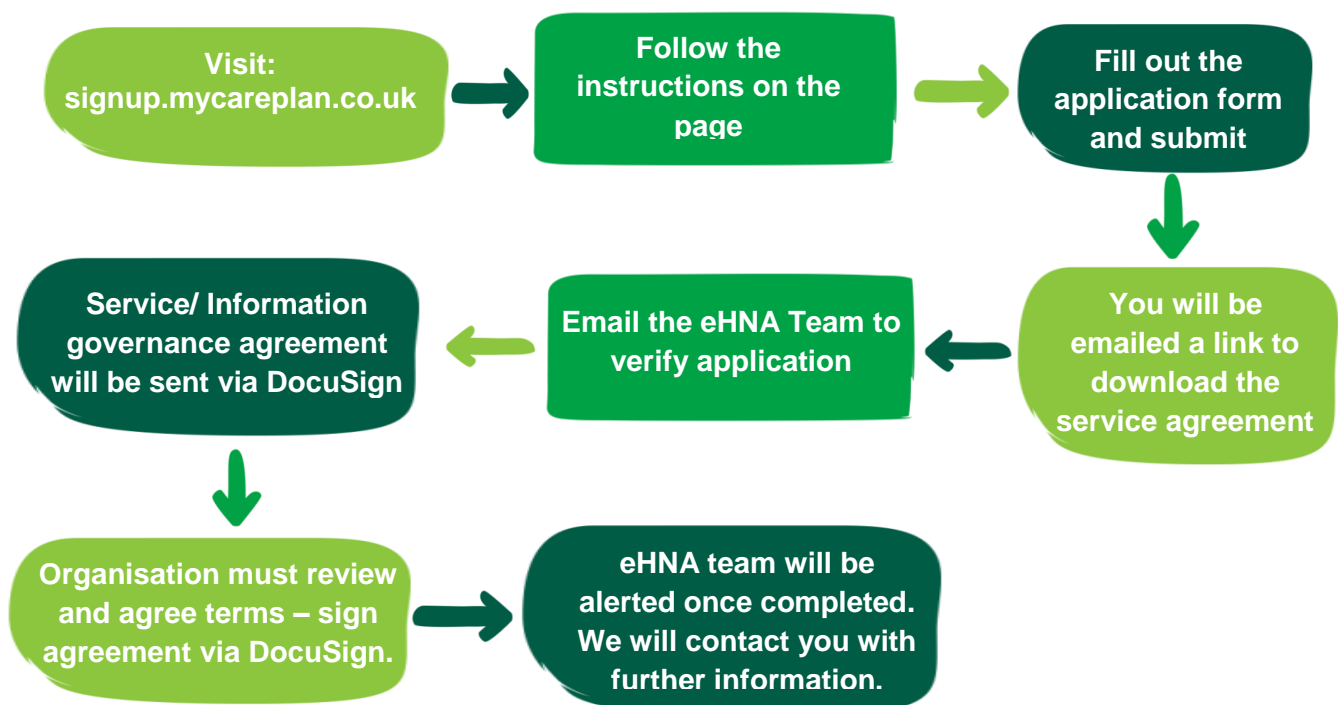 Visit:
signup.mycareplan.co.uk
Follow the
instructions on the
page
Fill out the
application form
and submit
You will be
emailed a link to
download the
service agreement
Email the eHNA Team to
verify application
Service/ Information
governance agreement
will be sent via DocuSign
Organisation must review
and agree terms – sign
agreement via DocuSign.
eHNA team will be
alerted once completed.
We will contact you with
further information.